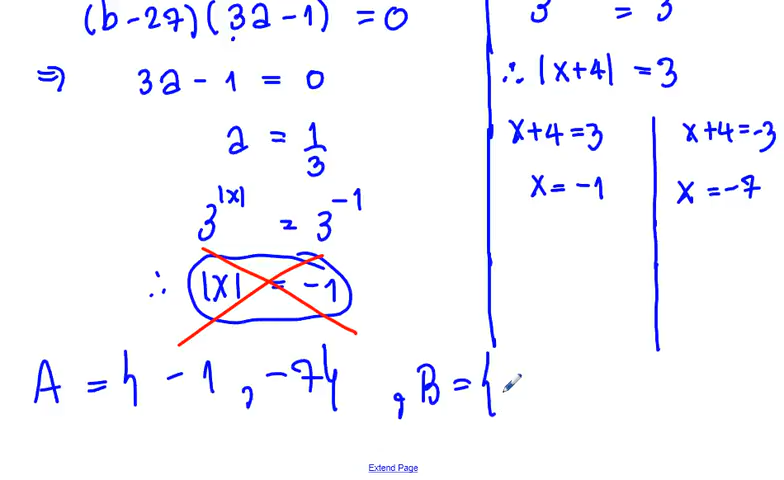 (b-27)(3a-1) = 0
⇒ 3a - 1 = 0
a = 1/3
3^|x| = 3^-1
∴ |x| = -1
3 = 3
∴ |x+4| = 3
x+4 = 3
x = -1
x+4 = -3
x = -7
A = { -1, -7 }, B = {
Extend Page